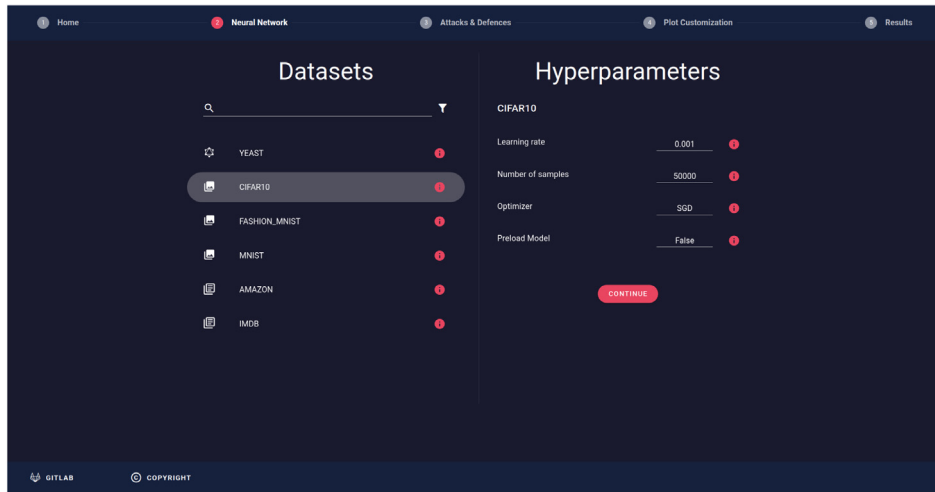 1 Home
2 Neural Network
3 Attacks & Defences
4 Plot Customization
5 Results
Datasets
YEAST
CIFAR10
FASHION_MNIST
MNIST
AMAZON
IMDB
Hyperparameters
CIFAR10
Learning rate 0.001
Number of samples 50000
Optimizer SGD
Preload Model False
CONTINUE
GITLAB
© COPYRIGHT